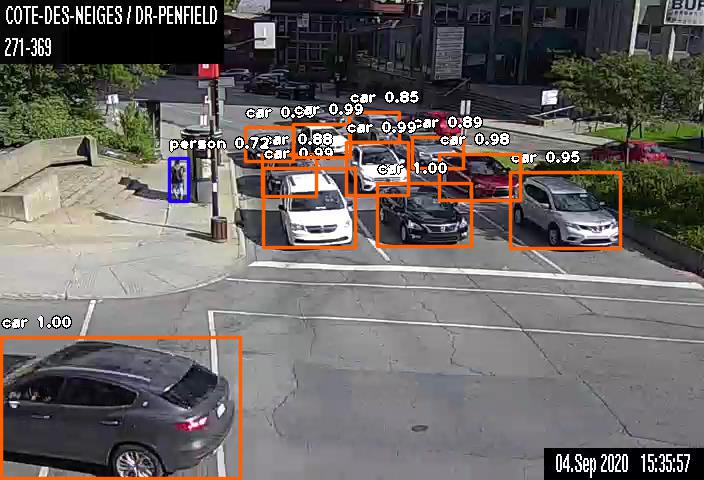 COTE-DES-NEIGES / DR-PENFIELD
271-369
BUR
car 0.85
car 0.99
car 0.89
car 0.99
person 0.72
car 0.88
car 0.98
car 0.99
car 0.95
car 1.00
car 1.00
04.Sep 2020 15:35:57